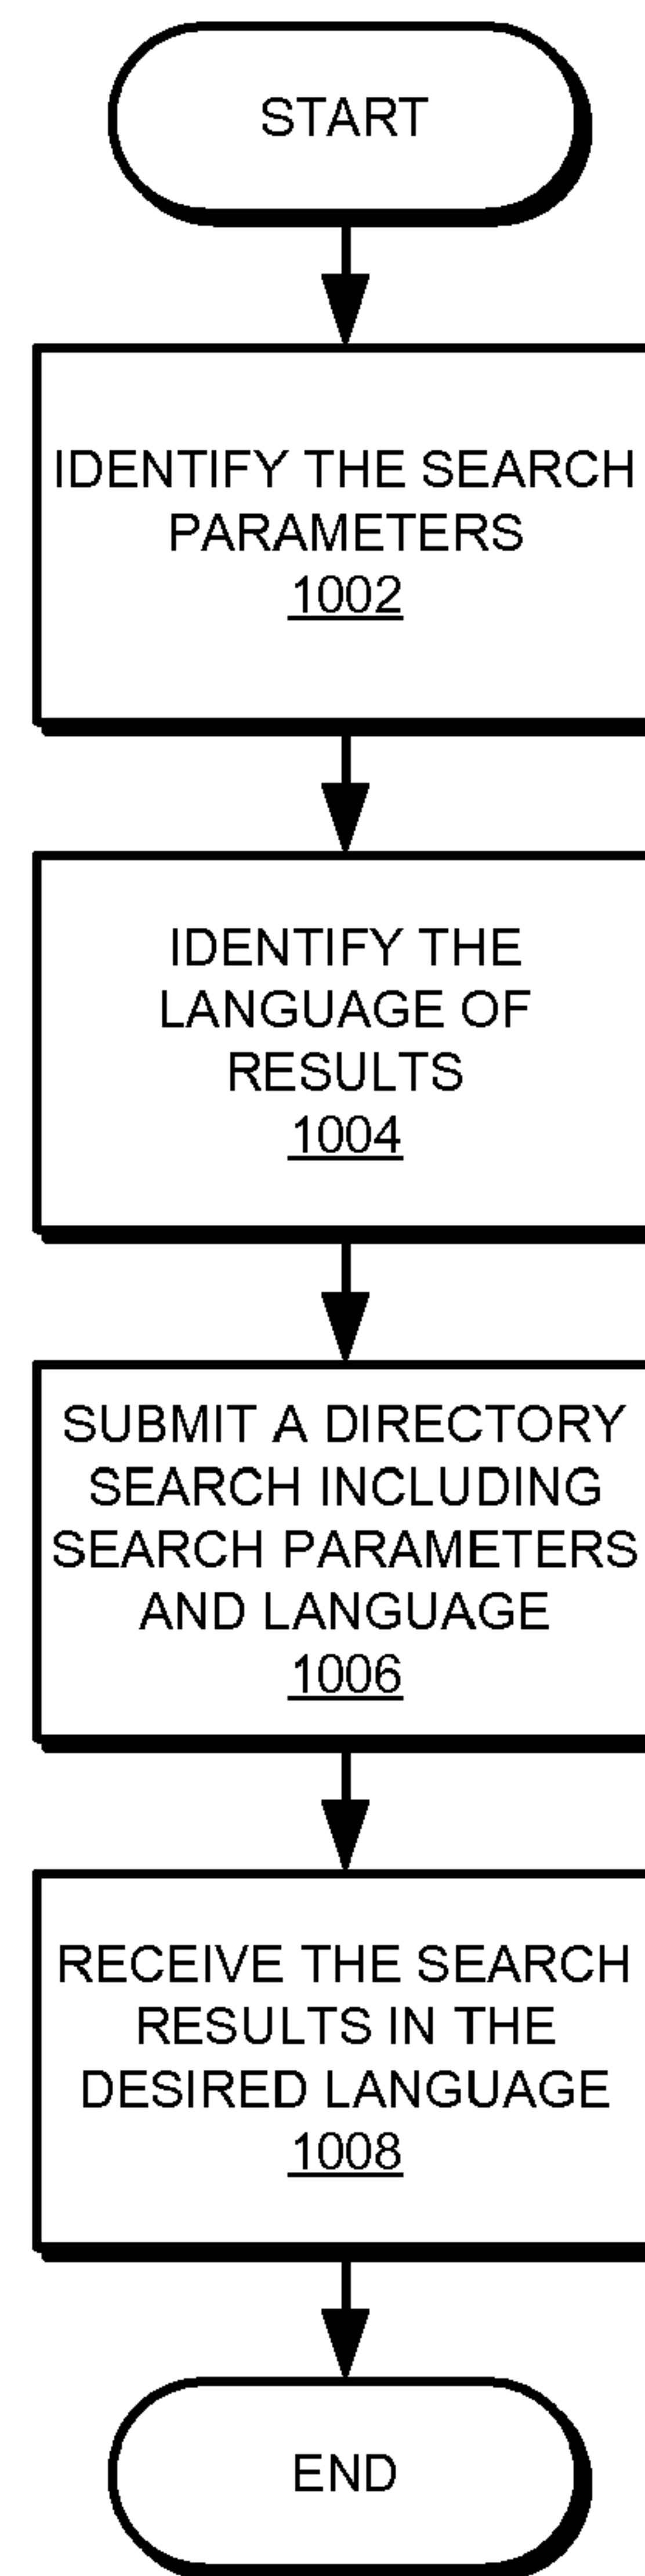 START
IDENTIFY THE SEARCH
PARAMETERS
1002
IDENTIFY THE
LANGUAGE OF
RESULTS
1004
SUBMIT A DIRECTORY
SEARCH INCLUDING
SEARCH PARAMETERS
AND LANGUAGE
1006
RECEIVE THE SEARCH
RESULTS IN THE
DESIRED LANGUAGE
1008
END